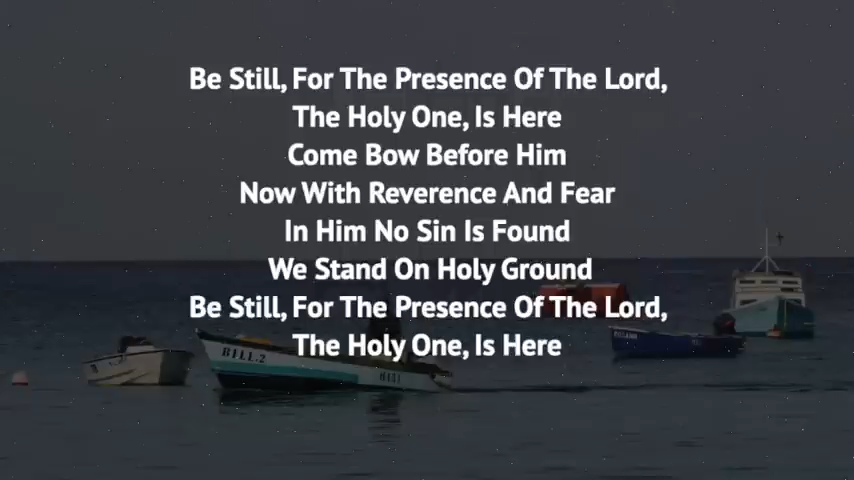 Be Still, For The Presence Of The Lord,
The Holy One, Is Here
Come Bow Before Him
Now With Reverence And Fear
In Him No Sin Is Found
We Stand On Holy Ground
Be Still, For The Presence Of The Lord,
The Holy One, Is Here
BILL-2